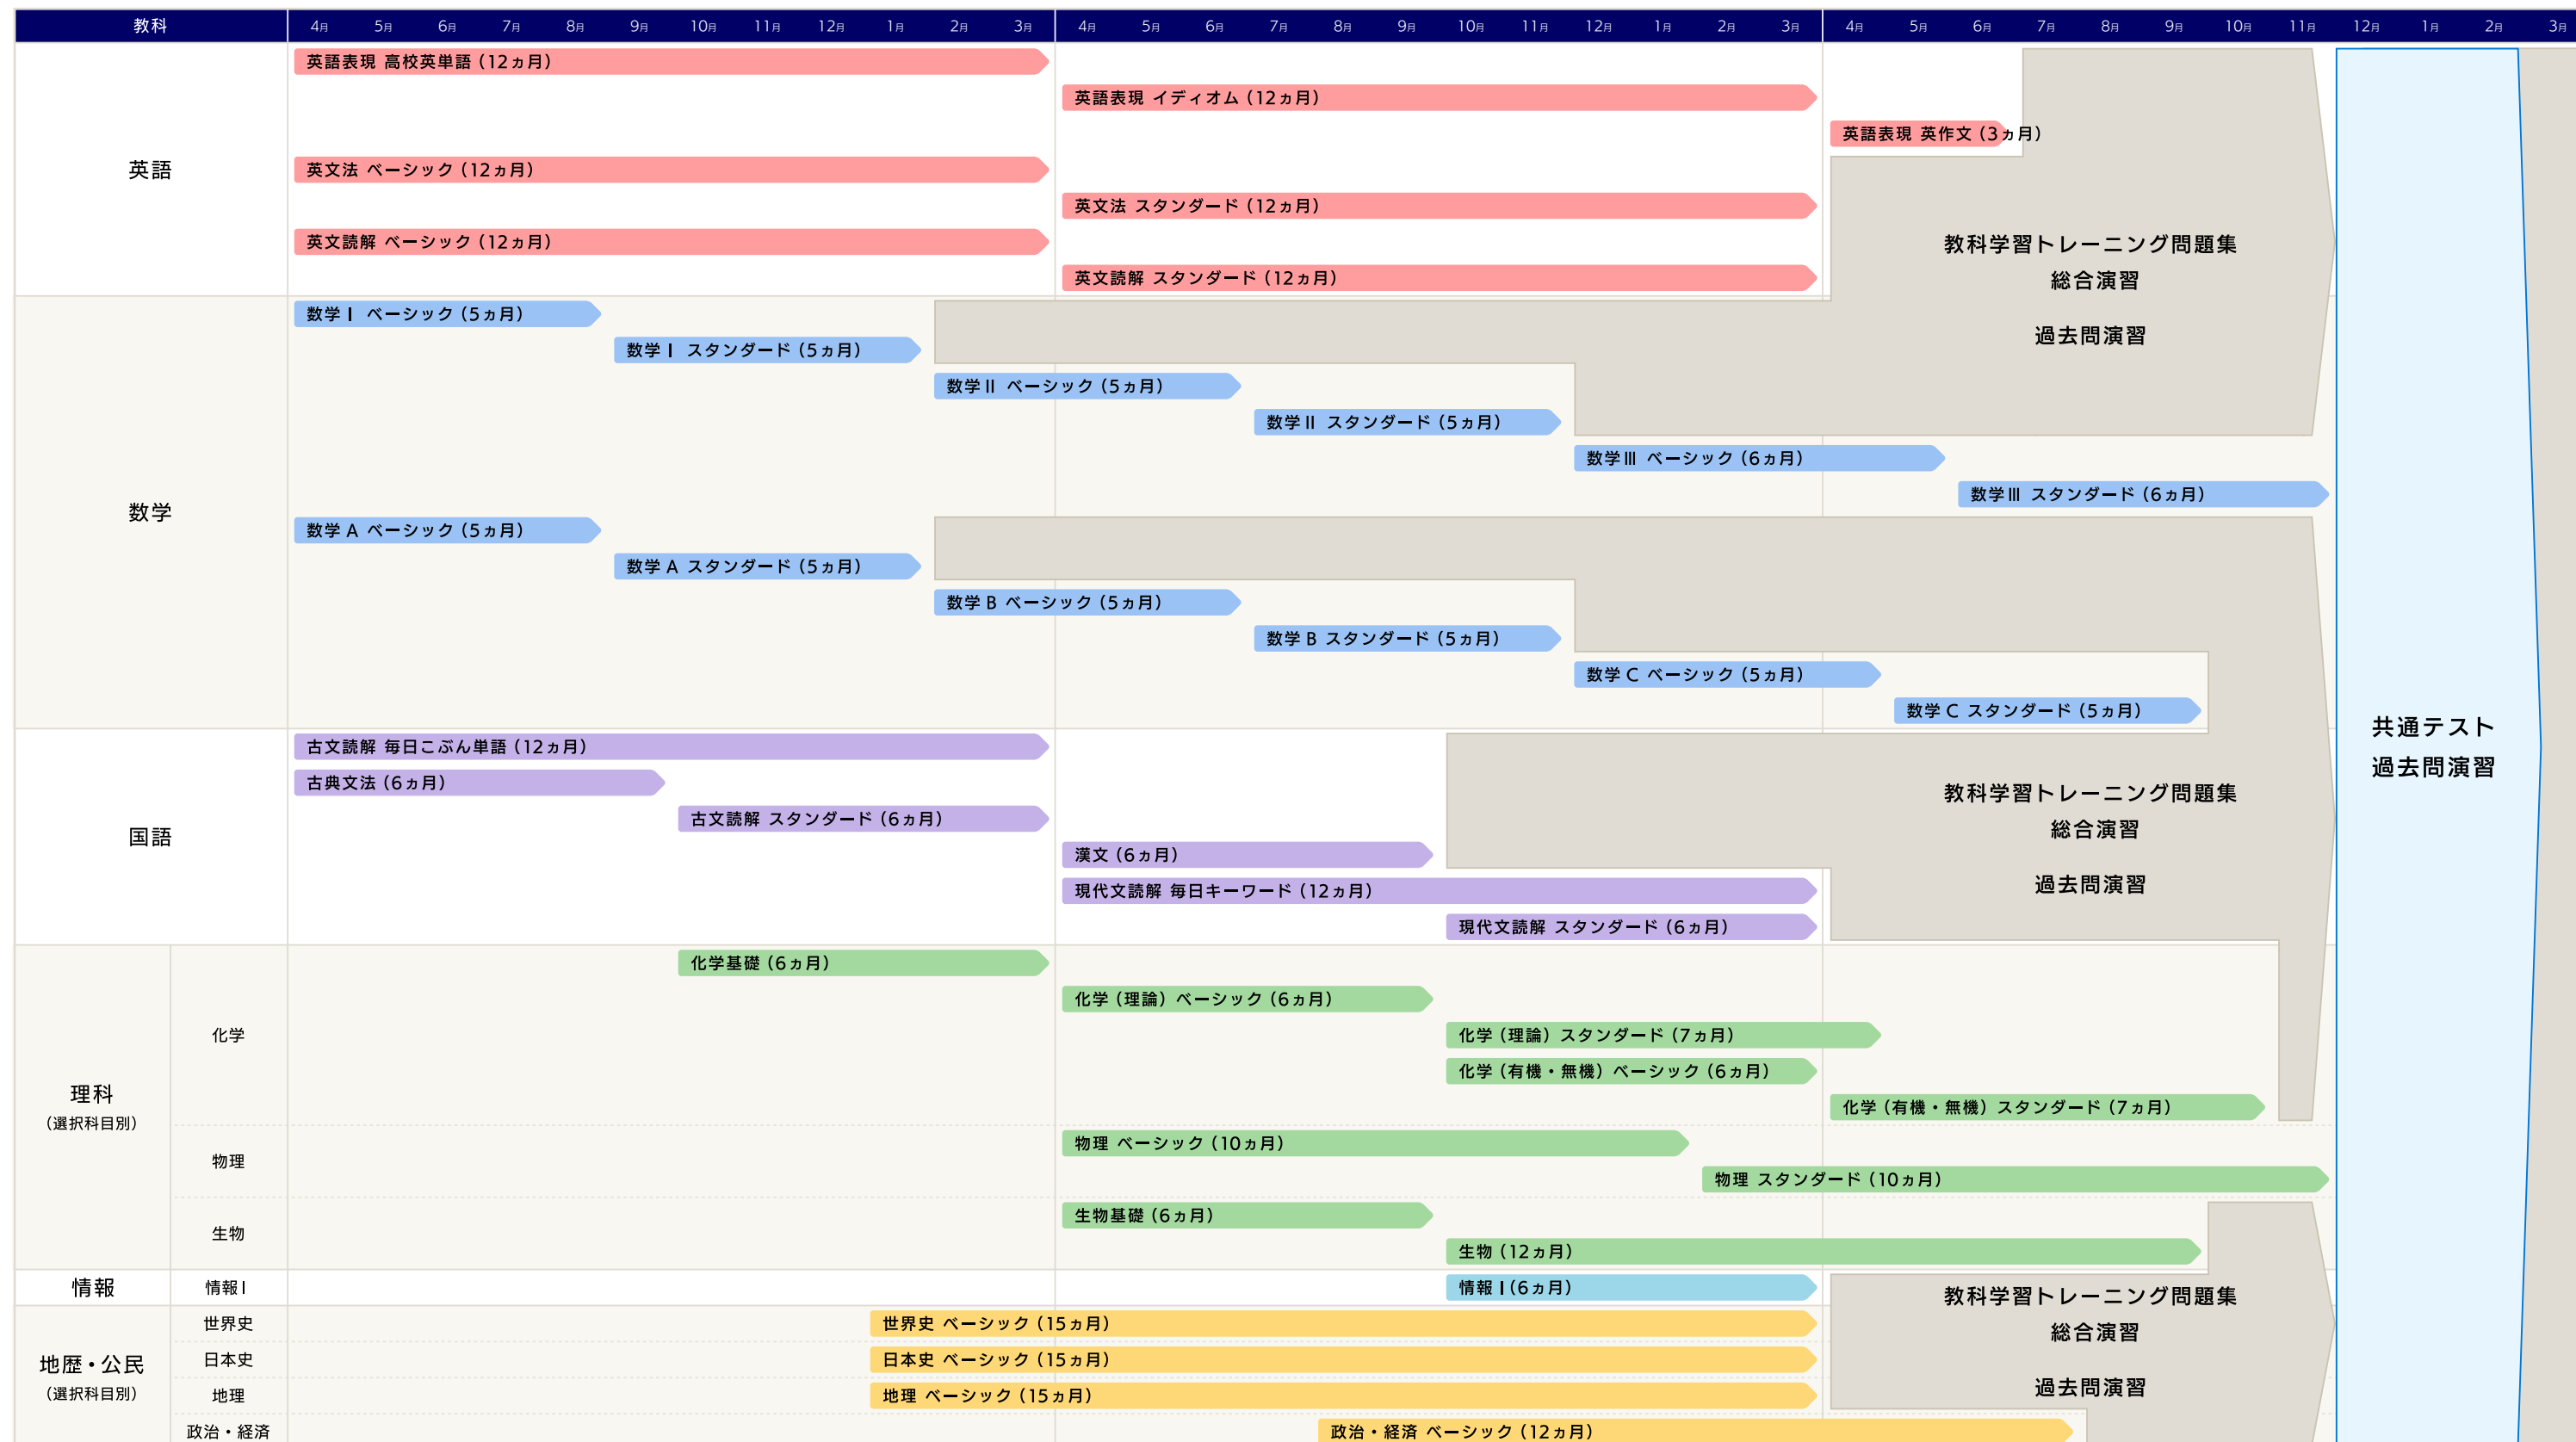 教科 4月 5月 6月 7月 8月 9月 10月 11月 12月 1月 2月 3月 4月 5月 6月 7月 8月 9月 10月 11月 12月 1月 2月 3月 4月 5月 6月 7月 8月 9月 10月 11月 12月 1月 2月 3月
英語
英語表現 高校英単語（12ヵ月）
英語表現 イディオム（12ヵ月）
英語表現 英作文（3ヵ月）
英文法 ベーシック（12ヵ月）
英文法 スタンダード（12ヵ月）
英文読解 ベーシック（12ヵ月）
英文読解 スタンダード（12ヵ月）
教科学習トレーニング問題集
総合演習
過去問演習
数学
数学Ⅰ ベーシック（5ヵ月）
数学Ⅰ スタンダード（5ヵ月）
数学Ⅱ ベーシック（5ヵ月）
数学Ⅱ スタンダード（5ヵ月）
数学Ⅲ ベーシック（6ヵ月）
数学Ⅲ スタンダード（6ヵ月）
数学A ベーシック（5ヵ月）
数学A スタンダード（5ヵ月）
数学B ベーシック（5ヵ月）
数学B スタンダード（5ヵ月）
数学C ベーシック（5ヵ月）
数学C スタンダード（5ヵ月）
共通テスト
過去問演習
国語
古文読解 毎日こぶん単語（12ヵ月）
古典文法（6ヵ月）
古文読解 スタンダード（6ヵ月）
漢文（6ヵ月）
現代文読解 毎日キーワード（12ヵ月）
現代文読解 スタンダード（6ヵ月）
教科学習トレーニング問題集
総合演習
過去問演習
理科
（選択科目別）
化学
化学基礎（6ヵ月）
化学（理論）ベーシック（6ヵ月）
化学（理論）スタンダード（7ヵ月）
化学（有機・無機）ベーシック（6ヵ月）
化学（有機・無機）スタンダード（7ヵ月）
物理
物理 ベーシック（10ヵ月）
物理 スタンダード（10ヵ月）
生物
生物基礎（6ヵ月）
生物（12ヵ月）
情報
情報Ⅰ
情報Ⅰ（6ヵ月）
教科学習トレーニング問題集
総合演習
過去問演習
地歴・公民
（選択科目別）
世界史
世界史 ベーシック（15ヵ月）
日本史
日本史 ベーシック（15ヵ月）
地理
地理 ベーシック（15ヵ月）
政治・経済
政治・経済 ベーシック（12ヵ月）